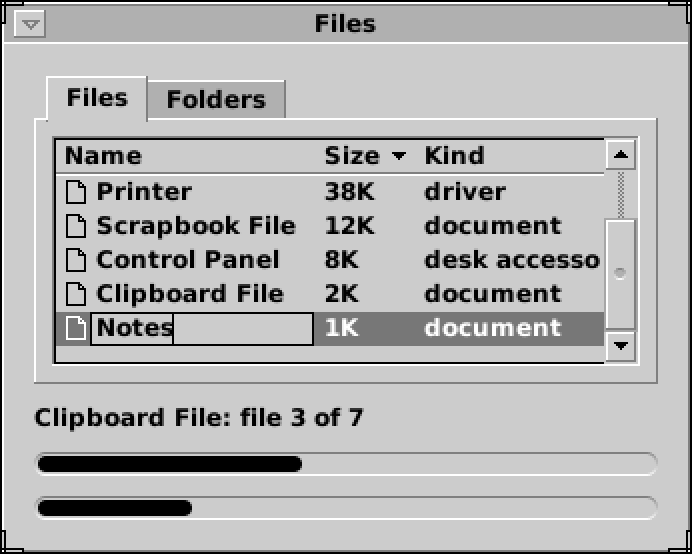 Files
Files Folders
Name Size Kind
Printer 38K driver
Scrapbook File 12K document
Control Panel 8K desk accesso
Clipboard File 2K document
Notes 1K document
Clipboard File: file 3 of 7